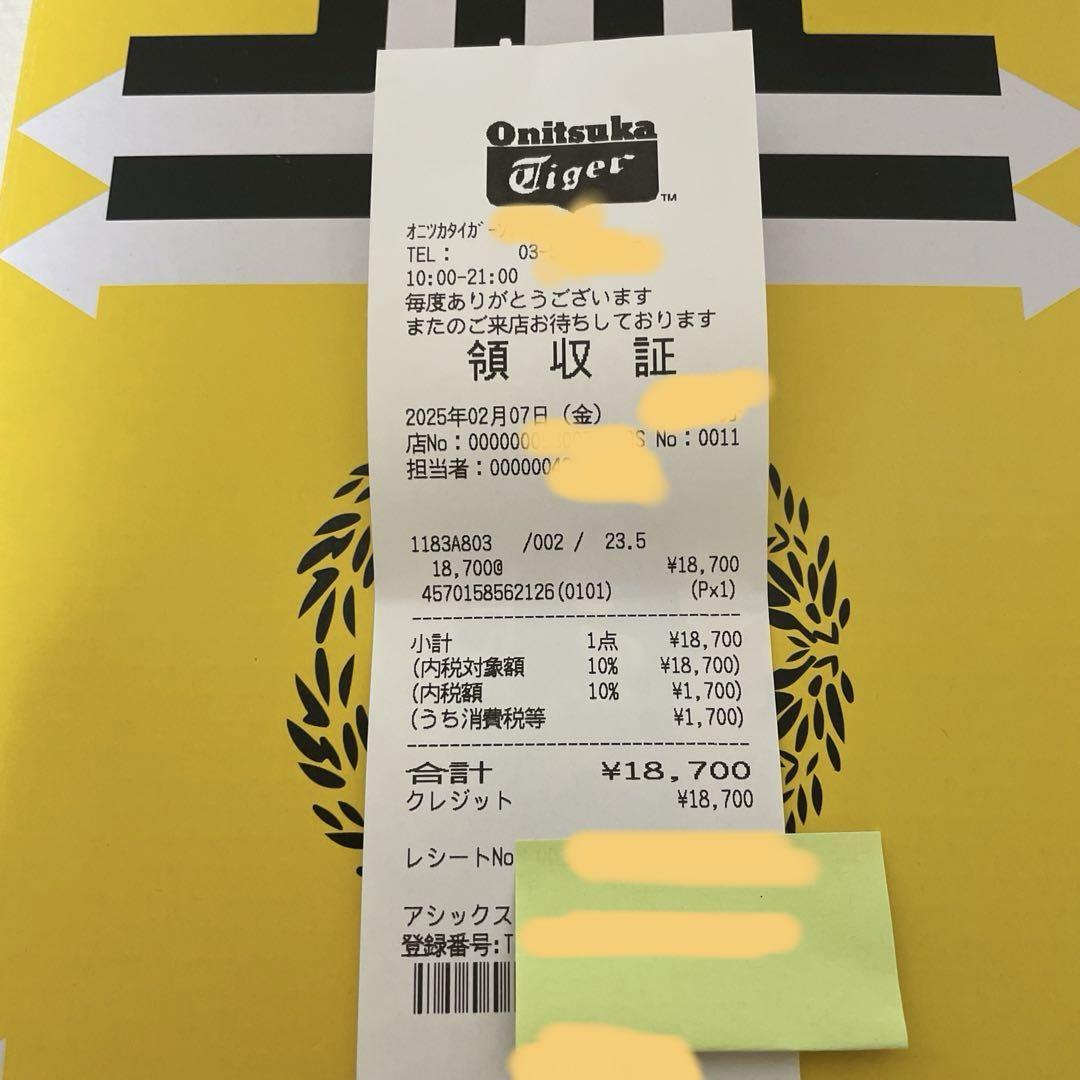 Onitsuka
Tiger
TM
ｵﾆﾂｶﾀｲｶﾞｰ
TEL： 03-
10:00-21:00
毎度ありがとうございます
またのご来店お待ちしております
領 収 証
2025年02月07日（金）
店No：0000000 No：0011
担当者：0000004
1183A803 /002 / 23.5
18,700@ ¥18,700
4570158562126(0101) (Px1)
小計 1点 ¥18,700
(内税対象額 10% ¥18,700)
(内税額 10% ¥1,700)
(うち消費税等 ¥1,700)
合計 ¥18,700
クレジット ¥18,700
レシートNo
アシックス
登録番号:T